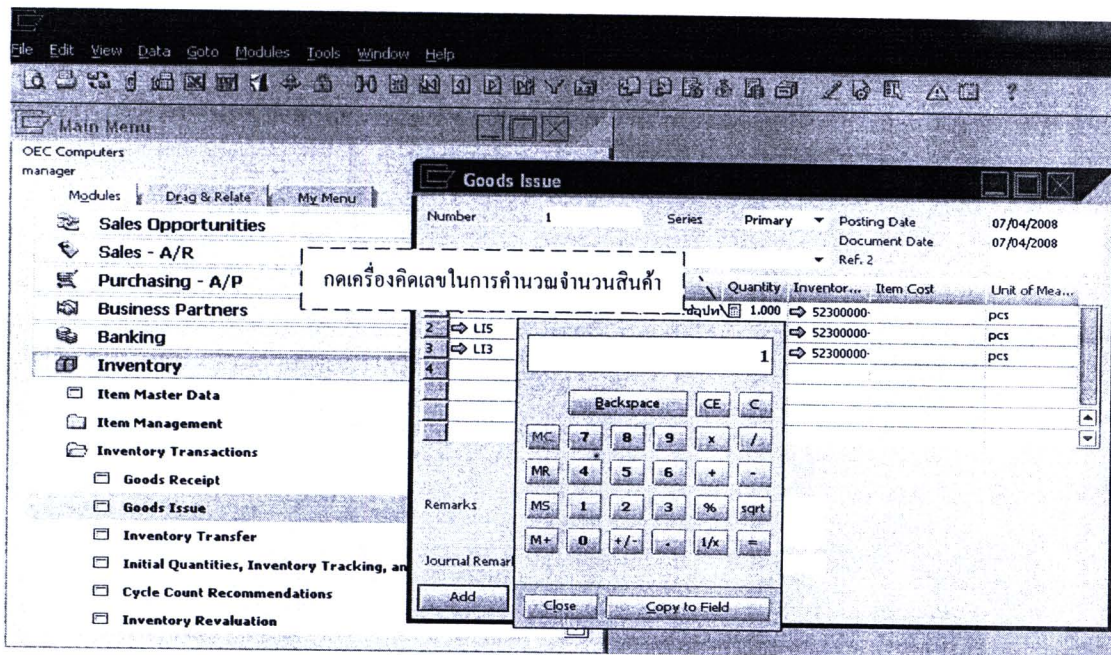 File Edit View Data Goto Modules Tools Window Help
Main Menu
OEC Computers
manager
Modules Drag & Relate My Menu
Sales Opportunities
Sales - A/R
Purchasing - A/P
Business Partners
Banking
Inventory
Item Master Data
Item Management
Inventory Transactions
Goods Receipt
Goods Issue
Inventory Transfer
Initial Quantities, Inventory Tracking, an
Cycle Count Recommendations
Inventory Revaluation
Goods Issue
Number 1 Series Primary Posting Date 07/04/2008
Document Date 07/04/2008
Ref. 2
กดเครื่องคิดเลขในการคำนวณจำนวนสินค้า
Quantity Inventor... Item Cost Unit of Mea...
1.000 52300000- pcs
2 LI5 52300000- pcs
3 LI3 52300000- pcs
4
1
Backspace CE C
MC 7 8 9 x /
MR 4 5 6 + -
MS 1 2 3 % sqrt
M+ 0 +/- . 1/x =
Close Copy to Field
Remarks
Journal Remar
Add